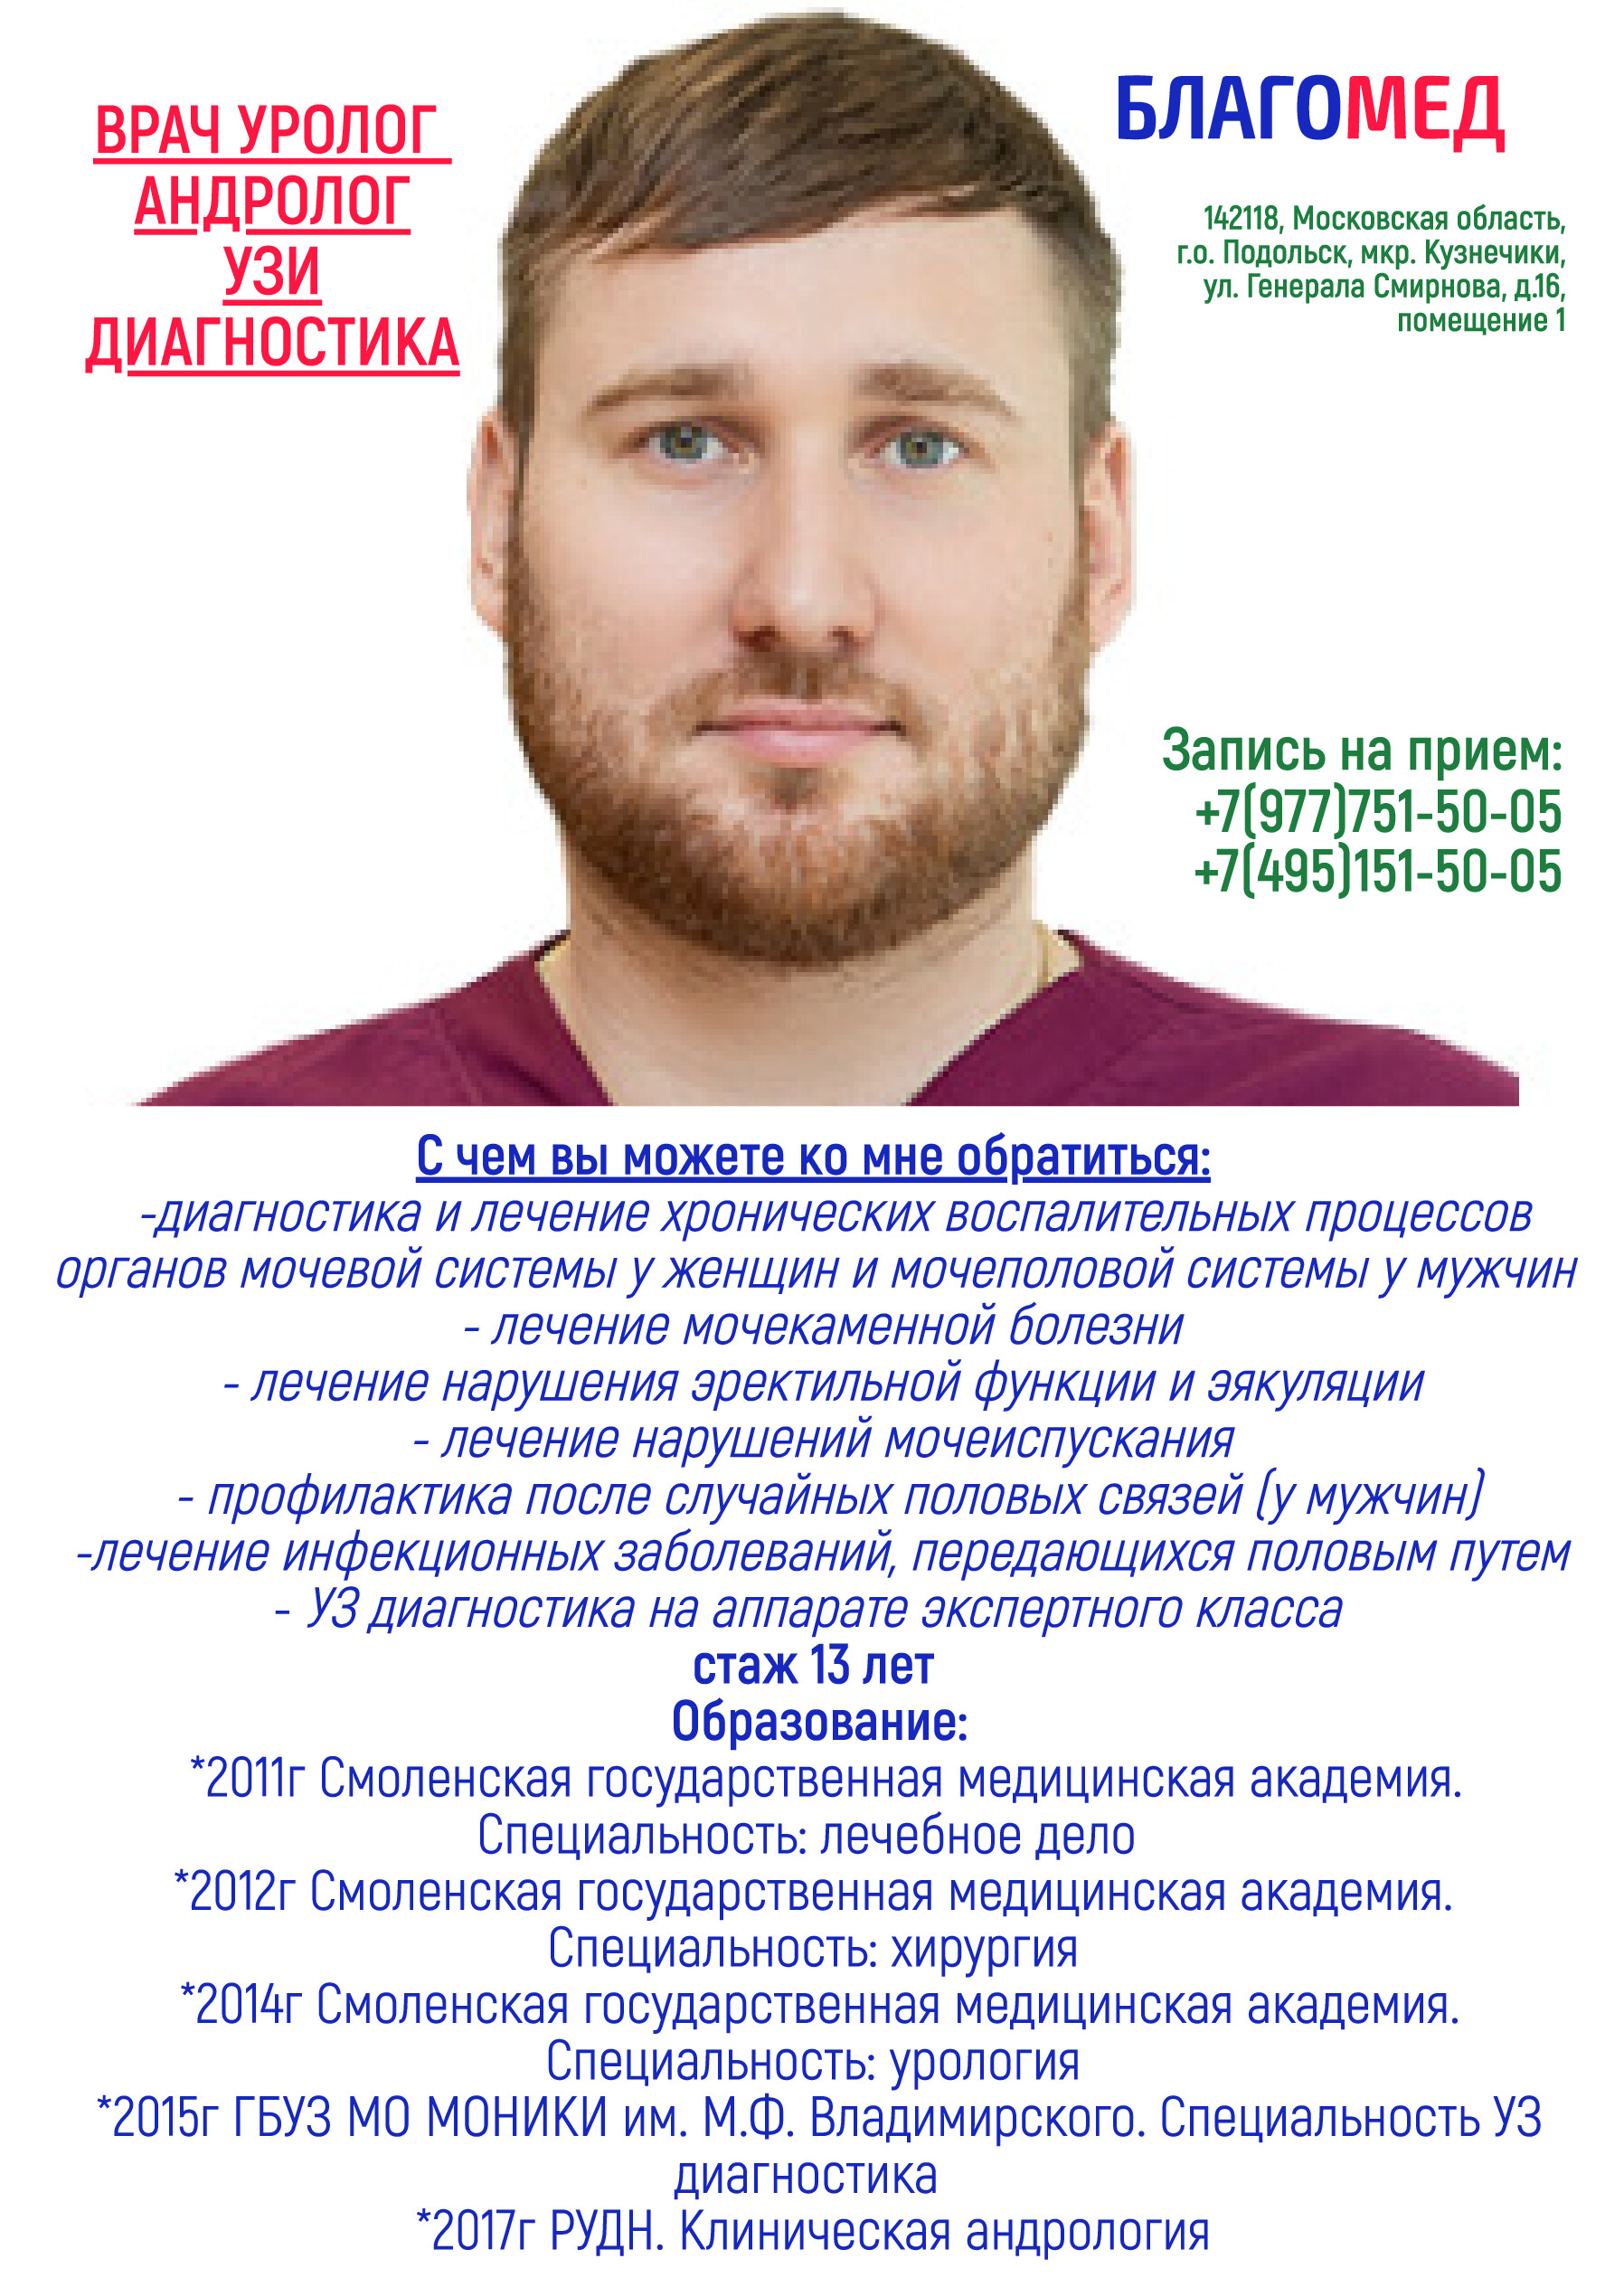 ВРАЧ УРОЛОГ
АНДРОЛОГ
УЗИ
ДИАГНОСТИКА
БЛАГОМЕД
142118, Московская область,
г.о. Подольск, мкр. Кузнечики,
ул. Генерала Смирнова, д.16,
помещение 1
Запись на прием:
+7(977)751-50-05
+7(495)151-50-05
С чем вы можете ко мне обратиться:
-диагностика и лечение хронических воспалительных процессов
органов мочевой системы у женщин и мочеполовой системы у мужчин
- лечение мочекаменной болезни
- лечение нарушения эректильной функции и эякуляции
- лечение нарушений мочеиспускания
- профилактика после случайных половых связей (у мужчин)
-лечение инфекционных заболеваний, передающихся половым путем
- УЗ диагностика на аппарате экспертного класса
стаж 13 лет
Образование:
*2011г Смоленская государственная медицинская академия.
Специальность: лечебное дело
*2012г Смоленская государственная медицинская академия.
Специальность: хирургия
*2014г Смоленская государственная медицинская академия.
Специальность: урология
*2015г ГБУЗ МО МОНИКИ им. М.Ф. Владимирского. Специальность УЗ
диагностика
*2017г РУДН. Клиническая андрология